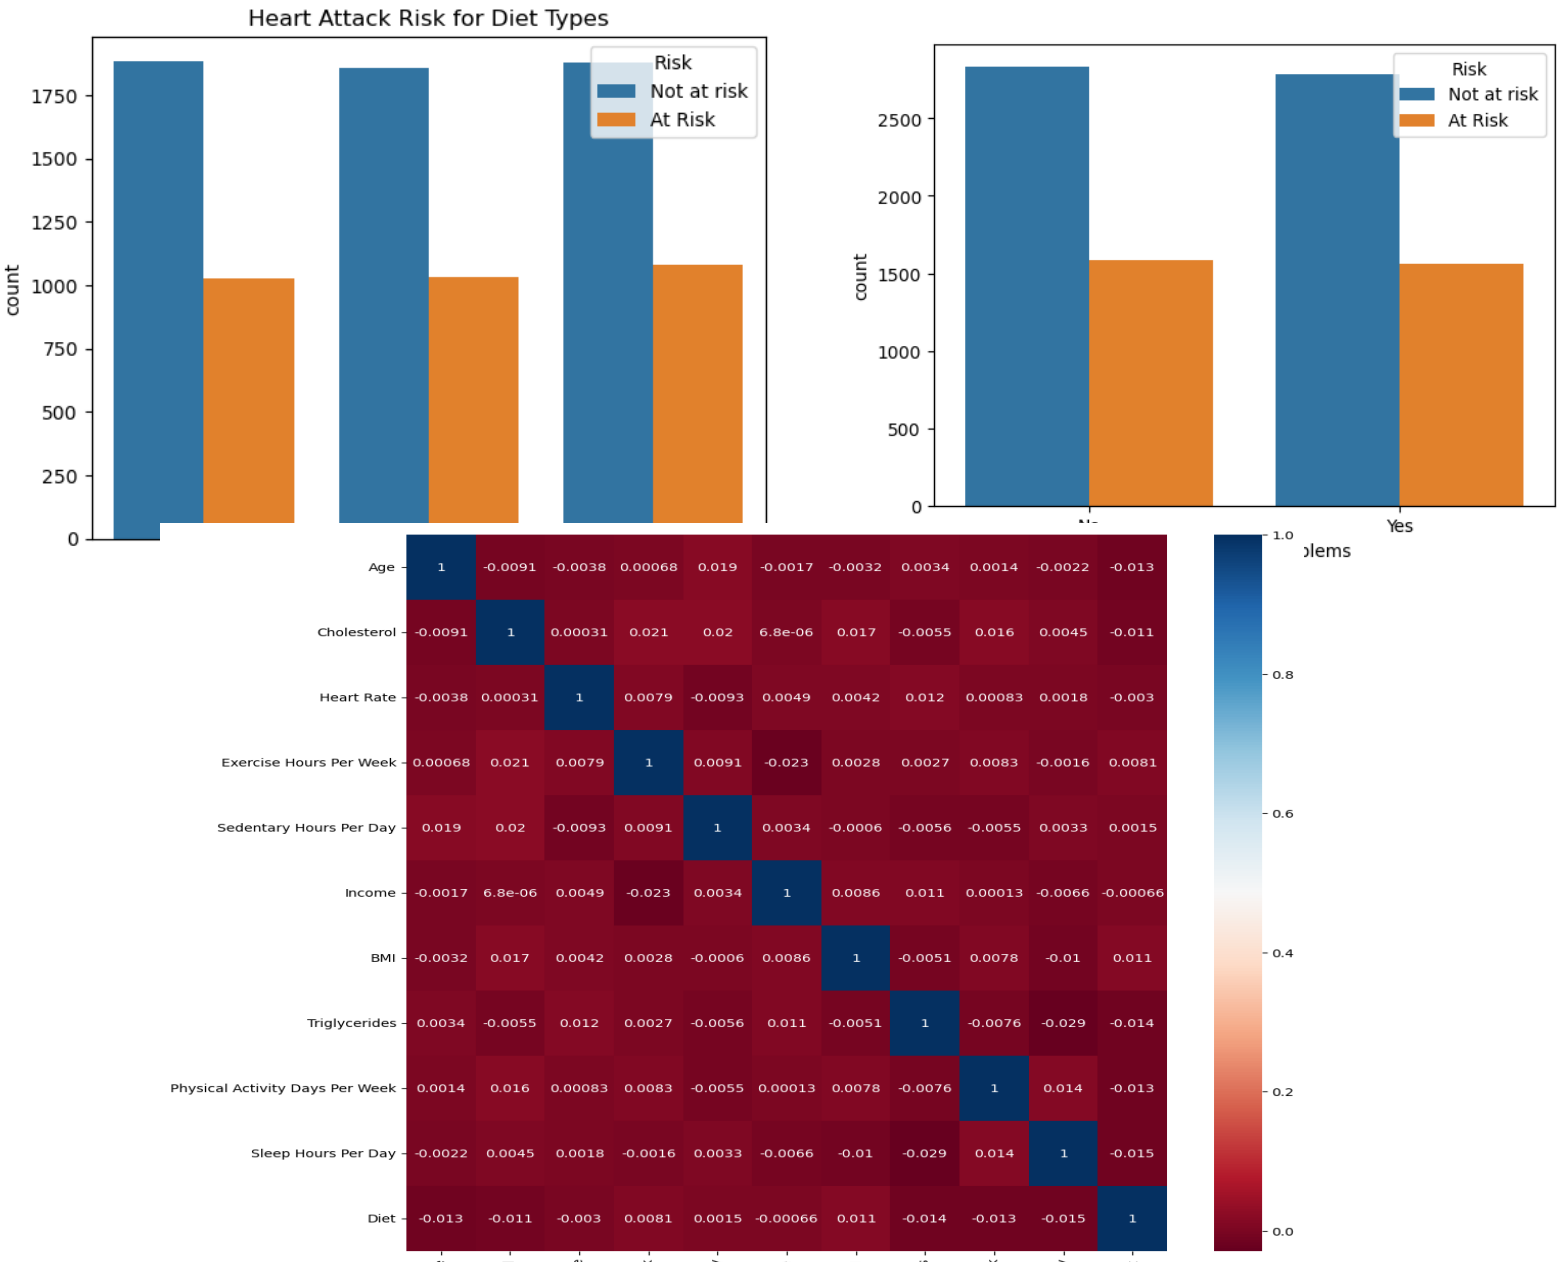 Heart Attack Risk for Diet Types
Risk
Not at risk
At Risk
1750
1500
1250
1000
750
500
250
0
count
Risk
Not at risk
At Risk
2500
2000
1500
1000
500
0
count
Yes
Age 1 -0.0091 -0.0038 0.00068 0.019 -0.0017 -0.0032 0.0034 0.0014 -0.0022 -0.013
Cholesterol -0.0091 1 0.00031 0.021 0.02 6.8e-06 0.017 -0.0055 0.016 0.0045 -0.011
Heart Rate -0.0038 0.00031 1 0.0079 -0.0093 0.0049 0.0042 0.012 0.00083 0.0018 -0.003
Exercise Hours Per Week 0.00068 0.021 0.0079 1 0.0091 -0.023 0.0028 0.0027 0.0083 -0.0016 0.0081
Sedentary Hours Per Day 0.019 0.02 -0.0093 0.0091 1 0.0034 -0.0006 -0.0056 -0.0055 0.0033 0.0015
Income -0.0017 6.8e-06 0.0049 -0.023 0.0034 1 0.0086 0.011 0.00013 -0.0066 -0.00066
BMI -0.0032 0.017 0.0042 0.0028 -0.0006 0.0086 1 -0.0051 0.0078 -0.01 0.011
Triglycerides 0.0034 -0.0055 0.012 0.0027 -0.0056 0.011 -0.0051 1 -0.0076 -0.029 -0.014
Physical Activity Days Per Week 0.0014 0.016 0.00083 0.0083 -0.0055 0.00013 0.0078 -0.0076 1 0.014 -0.013
Sleep Hours Per Day -0.0022 0.0045 0.0018 -0.0016 0.0033 -0.0066 -0.01 -0.029 0.014 1 -0.015
Diet -0.013 -0.011 -0.003 0.0081 0.0015 -0.00066 0.011 -0.014 -0.013 -0.015 1
1.0
0.8
0.6
0.4
0.2
0.0